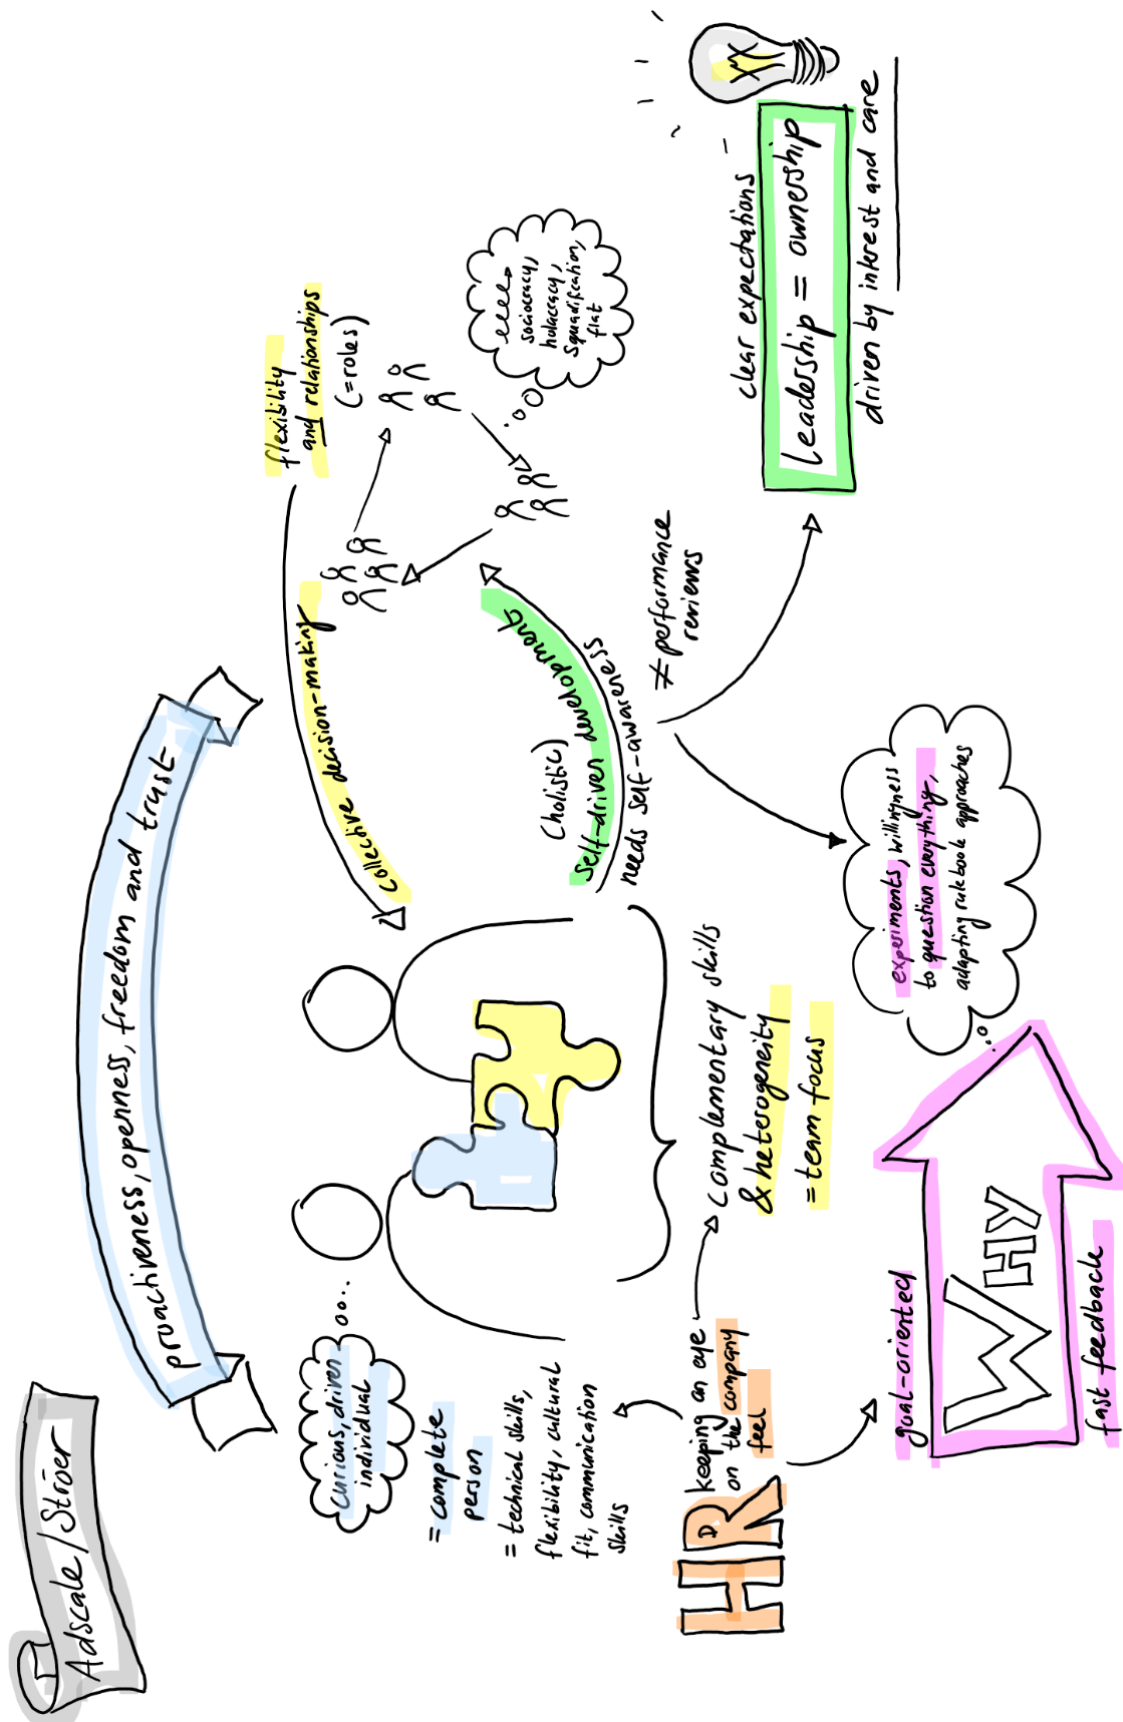 Adscale/Ströer
proactiveness, openness, freedom and trust
curious, driven
individual
= complete
person
= technical skills,
flexibility, cultural
fit, communication
skills
collective decision-making
flexibility
and relationships
(=roles)
sociocracy,
holacracy,
squadification,
flat
(holistic)
self-driven development
needs self-awareness
HR
keeping an eye
on the company
feel
complementary skills
& heterogeneity
= team focus
≠ performance
reviews
clear expectations
Leadership = ownership
driven by interest and care
goal-oriented
WHY
fast feedback
experiments, willingness
to question everything,
adapting rulebook approaches